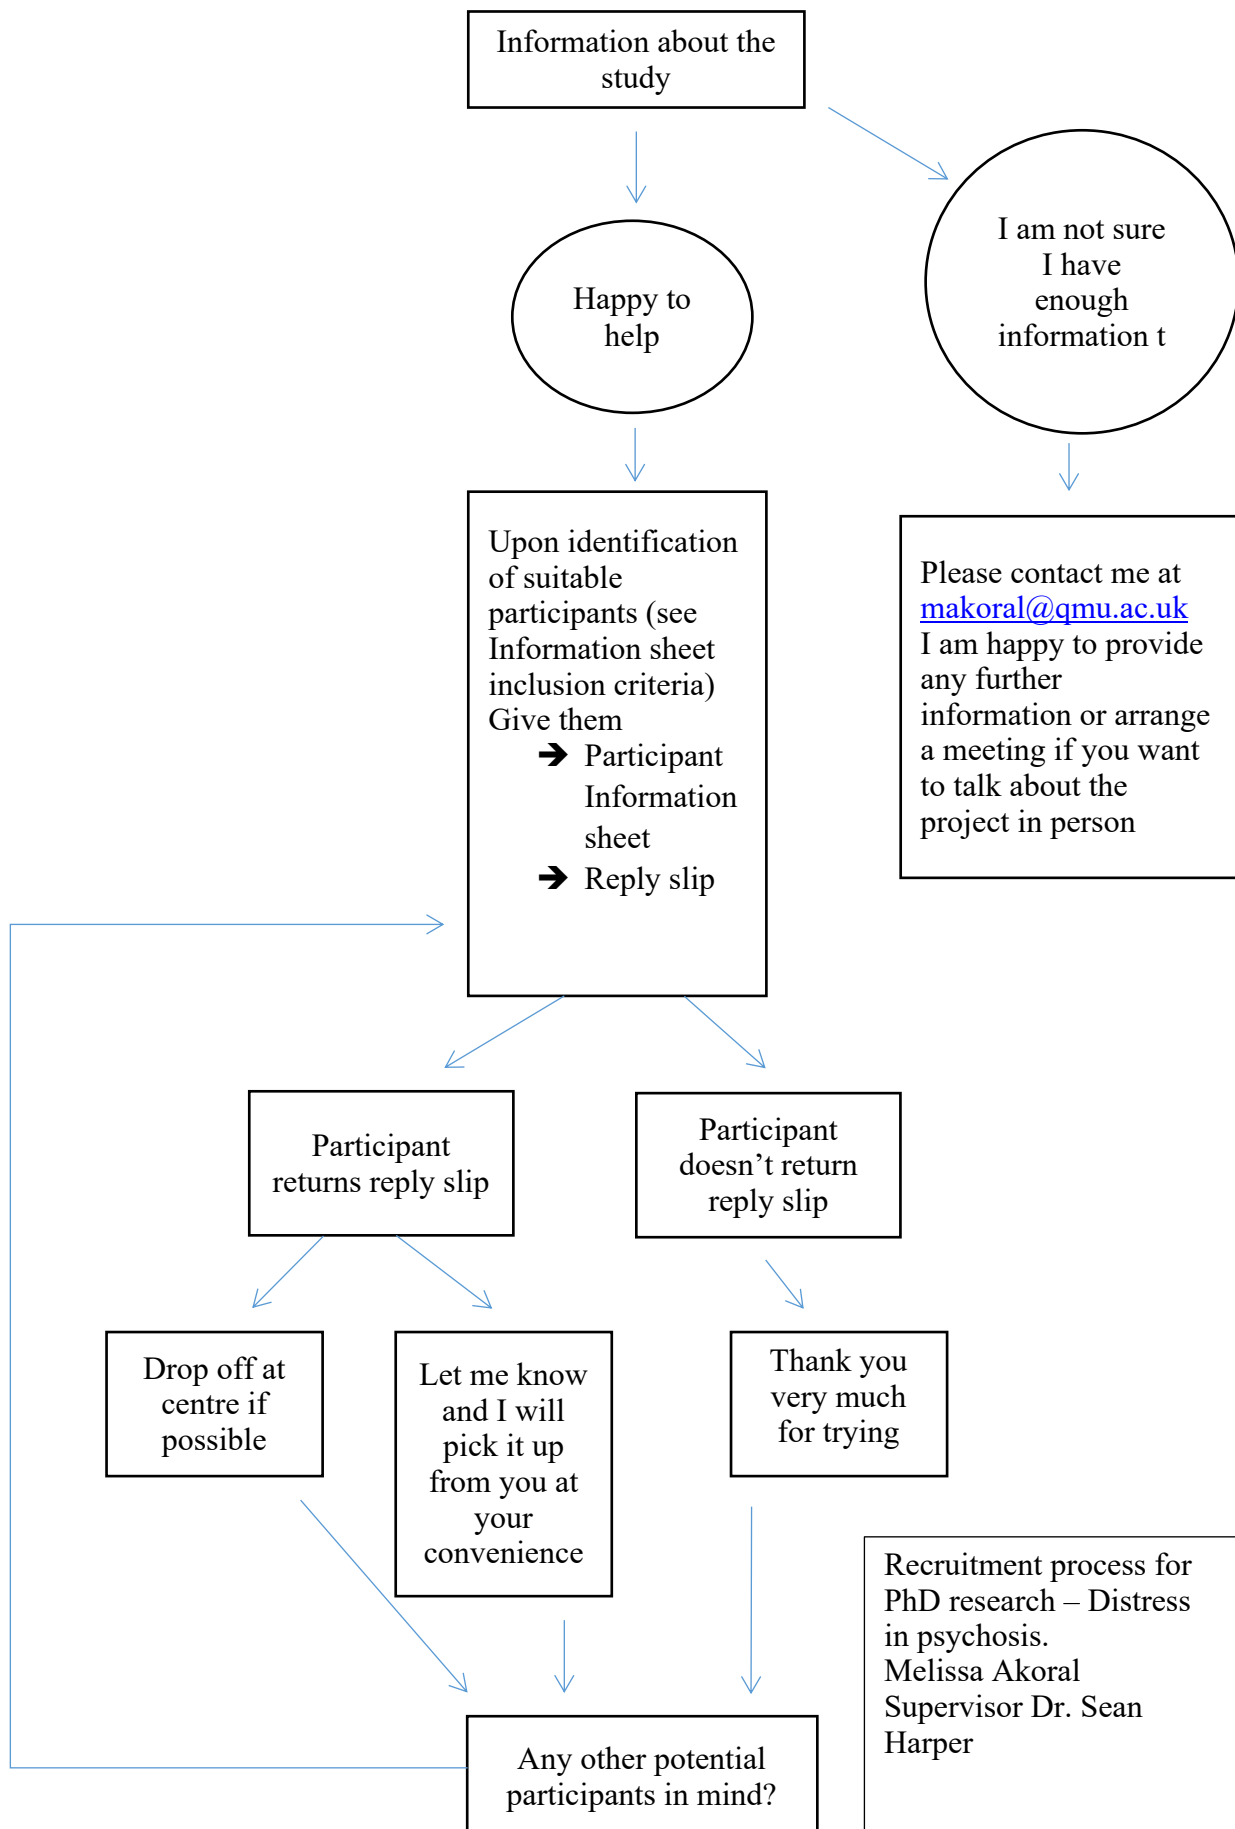 Information about the
study
I am not sure
I have
enough
information t
Happy to
help
Upon identification
of suitable
participants (see
Information sheet
inclusion criteria)
Give them
➔ Participant
Information
sheet
➔ Reply slip
Please contact me at
makoral@qmu.ac.uk
I am happy to provide
any further
information or arrange
a meeting if you want
to talk about the
project in person
Participant
returns reply slip
Participant
doesn’t return
reply slip
Drop off at
centre if
possible
Let me know
and I will
pick it up
from you at
your
convenience
Thank you
very much
for trying
Recruitment process for
PhD research – Distress
in psychosis.
Melissa Akoral
Supervisor Dr. Sean
Harper
Any other potential
participants in mind?